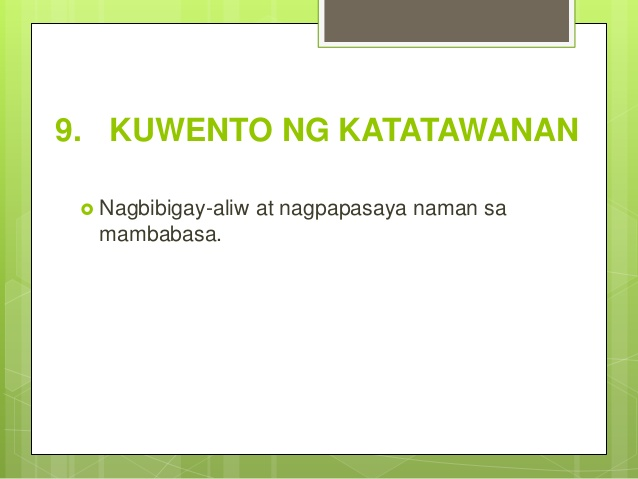 9. KUWENTO NG KATATAWANAN
Nagbibigay-aliw at nagpapasaya naman sa
mambabasa.